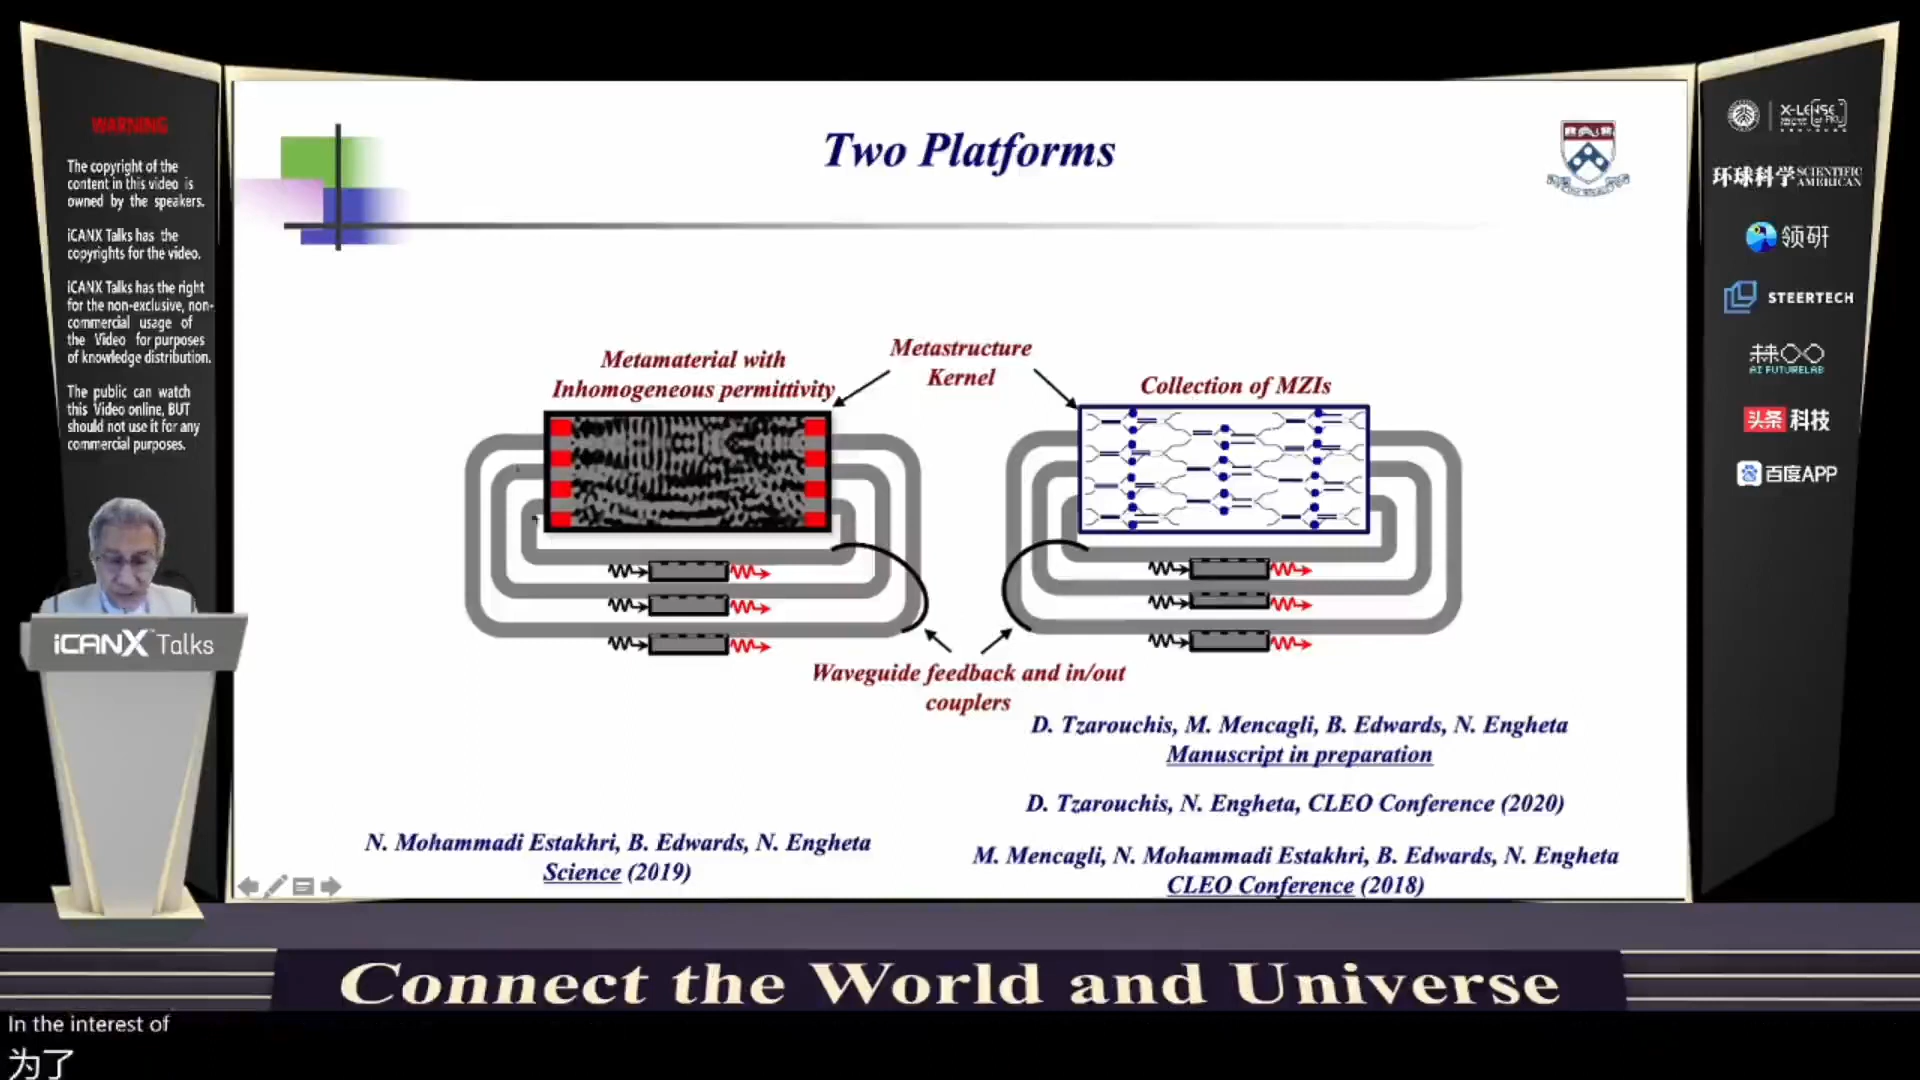 WARNING
The copyright of the
content in this video is
owned by the speakers.
iCANX Talks has the
copyrights for the video.
iCANX Talks has the right
for the non-exclusive, non-
commercial usage of
the Video for purposes
of knowledge distribution.
The public can watch
this Video online, BUT
should not use it for any
commercial purposes.
iCANX Talks
Two Platforms
Metamaterial with
Inhomogeneous permittivity
Metastructure
Kernel
Collection of MZIs
Waveguide feedback and in/out
couplers
D. Tzarouchis, M. Mencagli, B. Edwards, N. Engheta
Manuscript in preparation
D. Tzarouchis, N. Engheta, CLEO Conference (2020)
N. Mohammadi Estakhri, B. Edwards, N. Engheta
Science (2019)
M. Mencagli, N. Mohammadi Estakhri, B. Edwards, N. Engheta
CLEO Conference (2018)
X-LENSE
环球科学 SCIENTIFIC AMERICAN
领研
STEERTECH
AI FUTURELAB
头条 科技
百度APP
Connect the World and Universe
In the interest of
为了